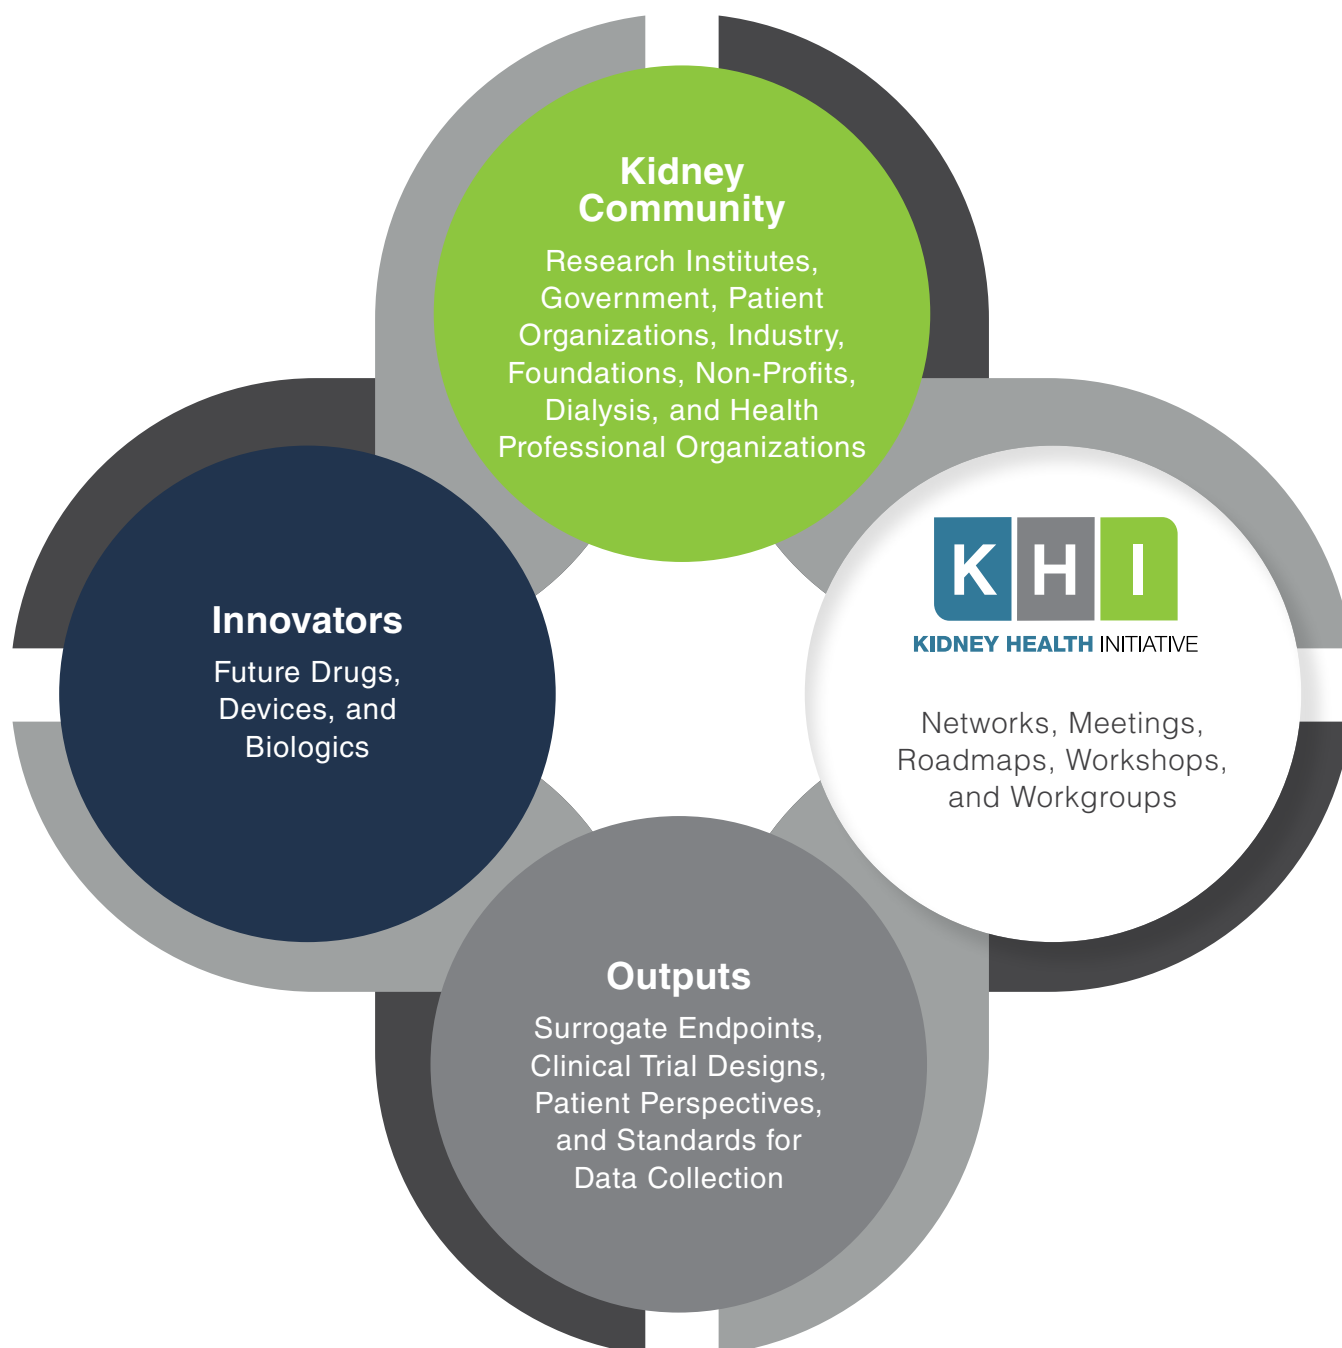 Kidney
Community
Research Institutes,
Government, Patient
Organizations, Industry,
Foundations, Non-Profits,
Dialysis, and Health
Professional Organizations
KHI
KIDNEY HEALTH INITIATIVE
Networks, Meetings,
Roadmaps, Workshops,
and Workgroups
Innovators
Future Drugs,
Devices, and
Biologics
Outputs
Surrogate Endpoints,
Clinical Trial Designs,
Patient Perspectives,
and Standards for
Data Collection